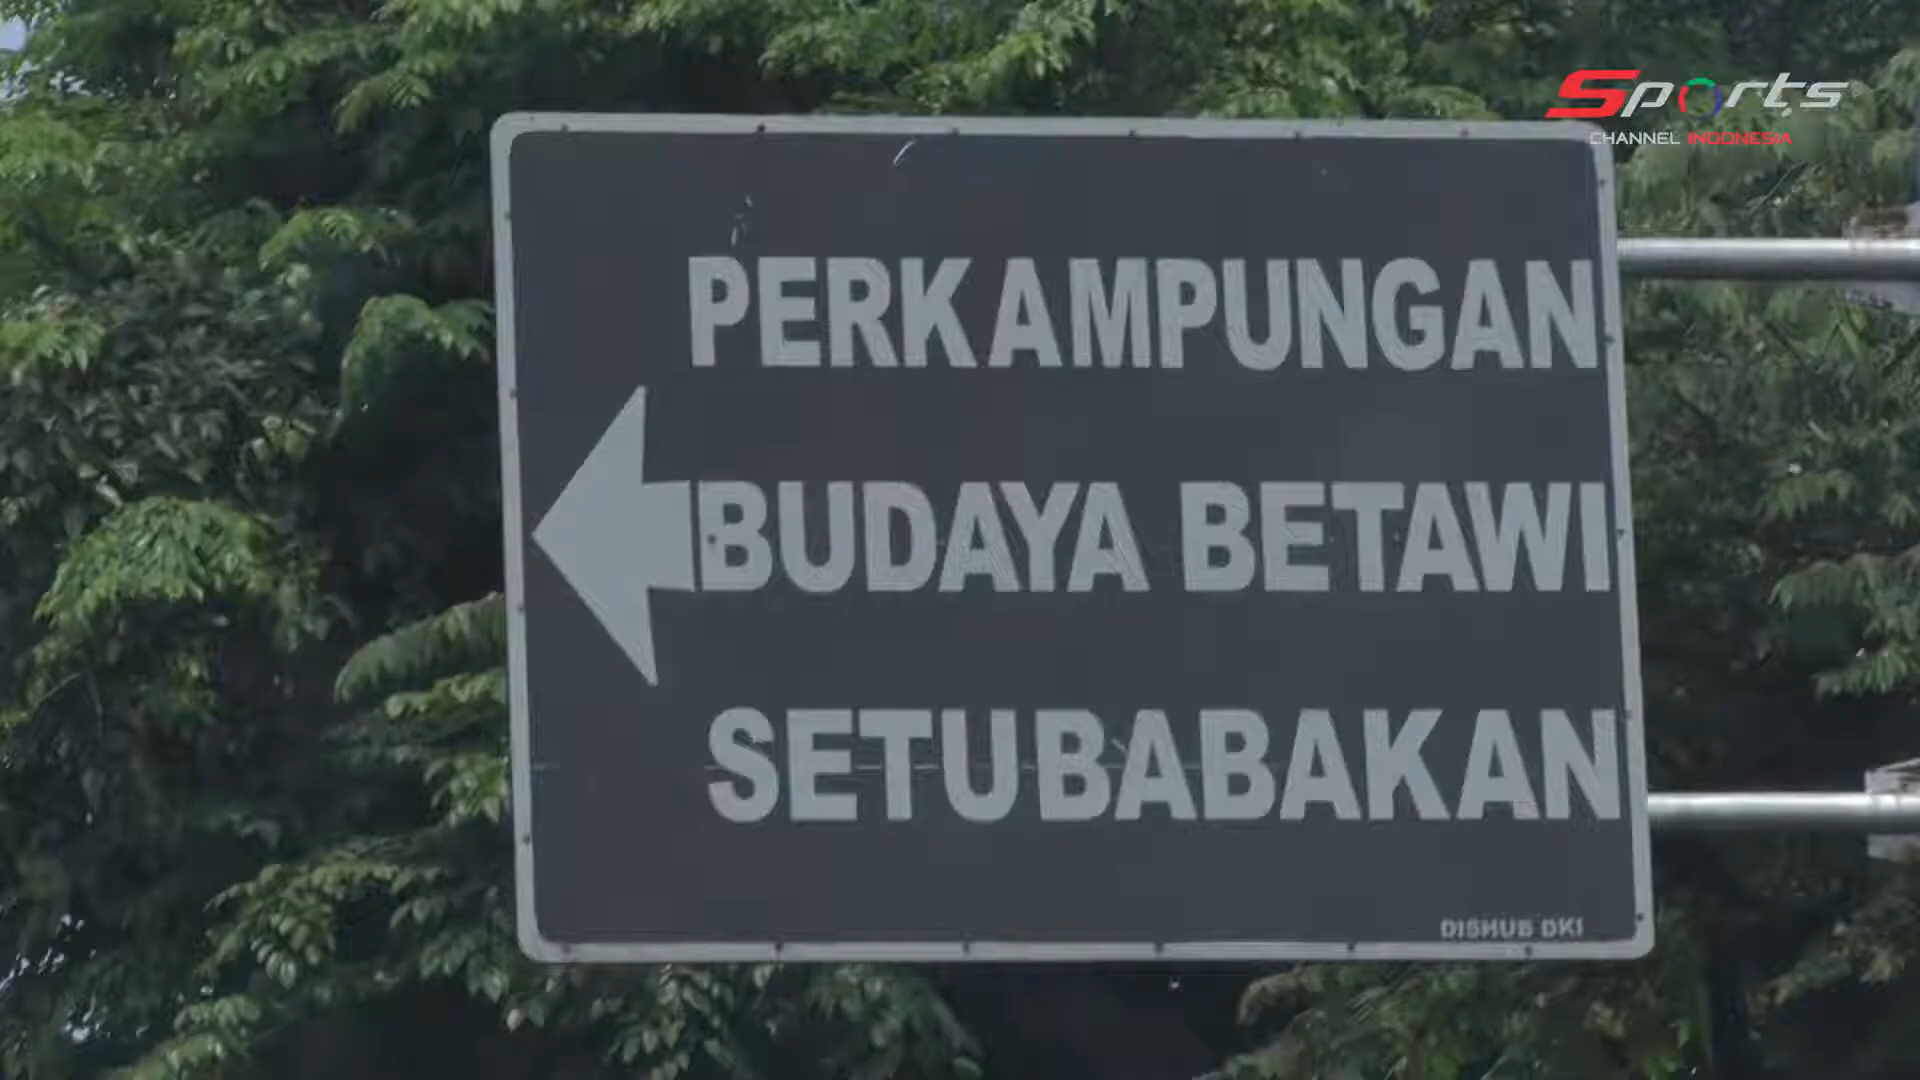 Sports
CHANNEL INDONESIA
PERKAMPUNGAN
BUDAYA BETAWI
SETUBABAKAN
DISHUB DKI